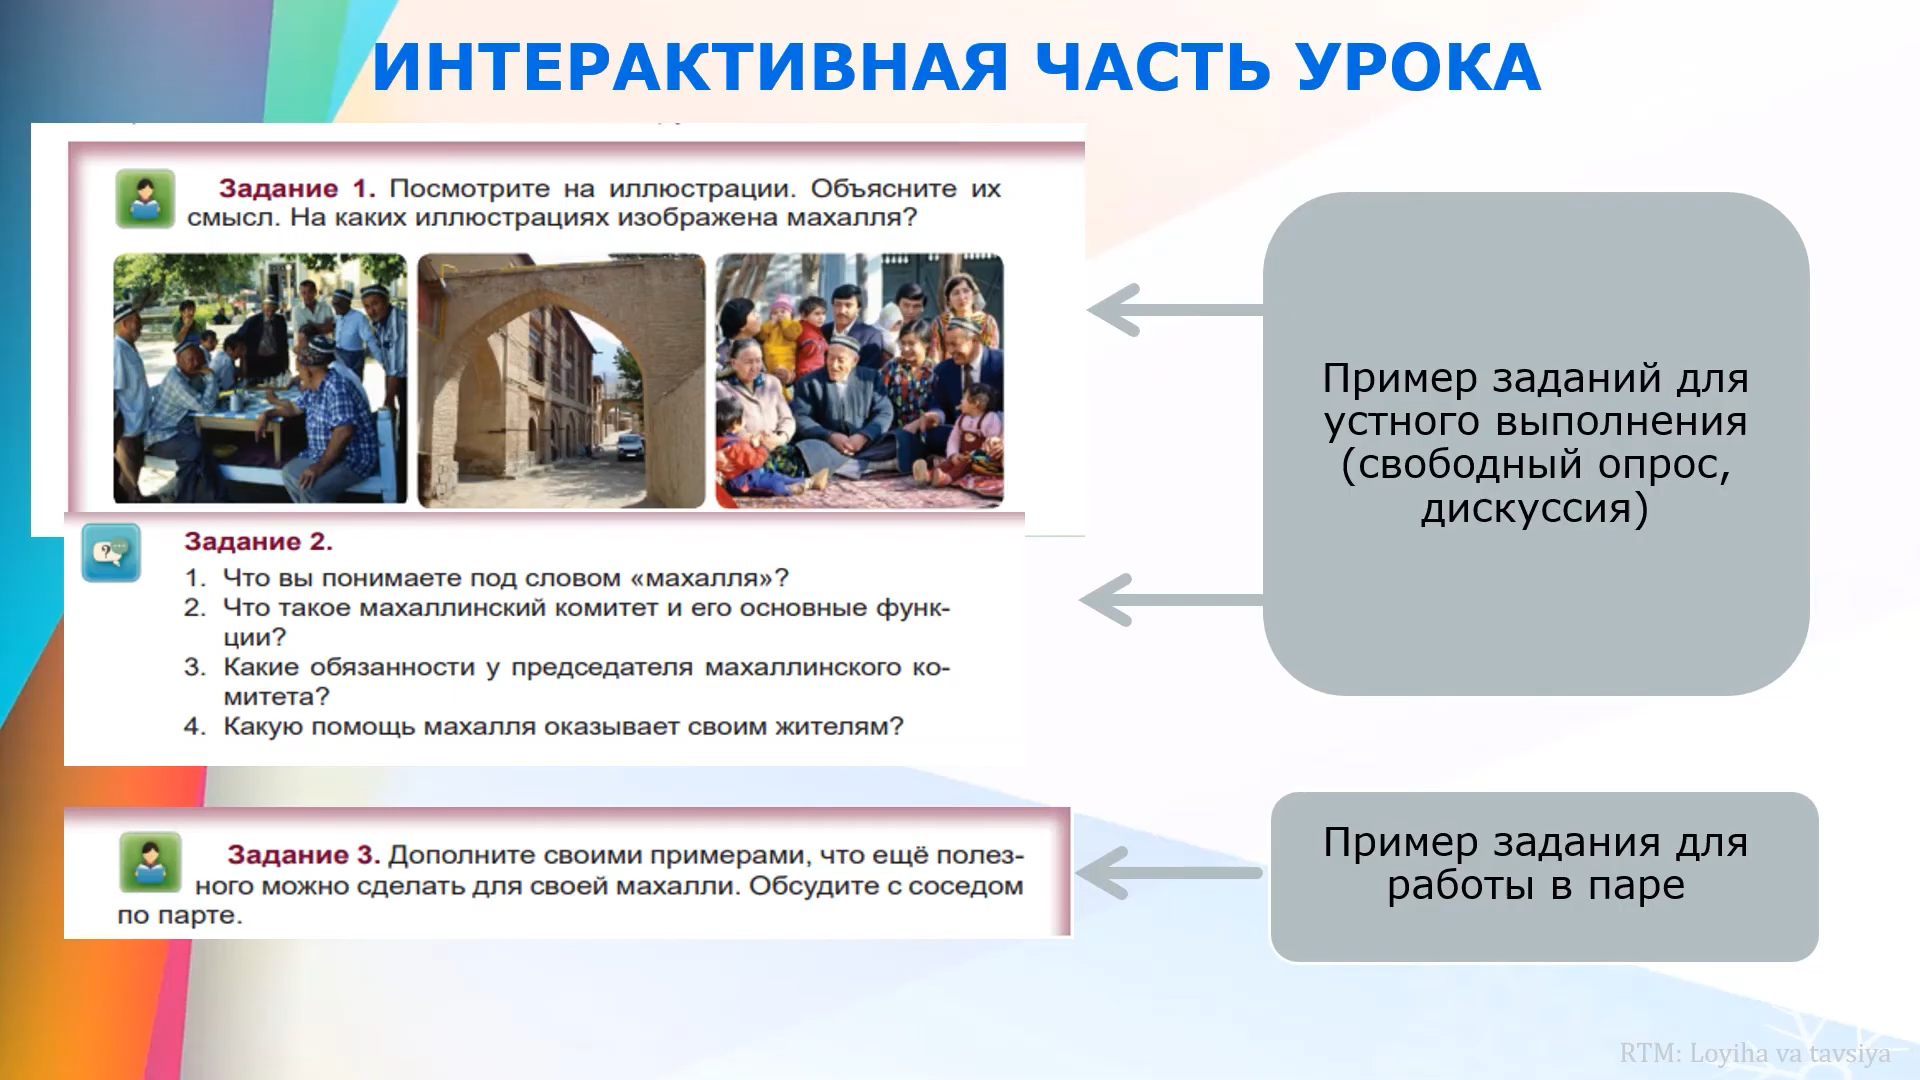 ИНТЕРАКТИВНАЯ ЧАСТЬ УРОКА
Задание 1. Посмотрите на иллюстрации. Объясните их
смысл. На каких иллюстрациях изображена махалля?
Задание 2.
1. Что вы понимаете под словом «махалля»?
2. Что такое махаллинский комитет и его основные функ-
ции?
3. Какие обязанности у председателя махаллинского ко-
митета?
4. Какую помощь махалля оказывает своим жителям?
Пример заданий для
устного выполнения
(свободный опрос,
дискуссия)
Задание 3. Дополните своими примерами, что ещё полез-
ного можно сделать для своей махалли. Обсудите с соседом
по парте.
Пример задания для
работы в паре
RTM: Loyiha va tavsiya